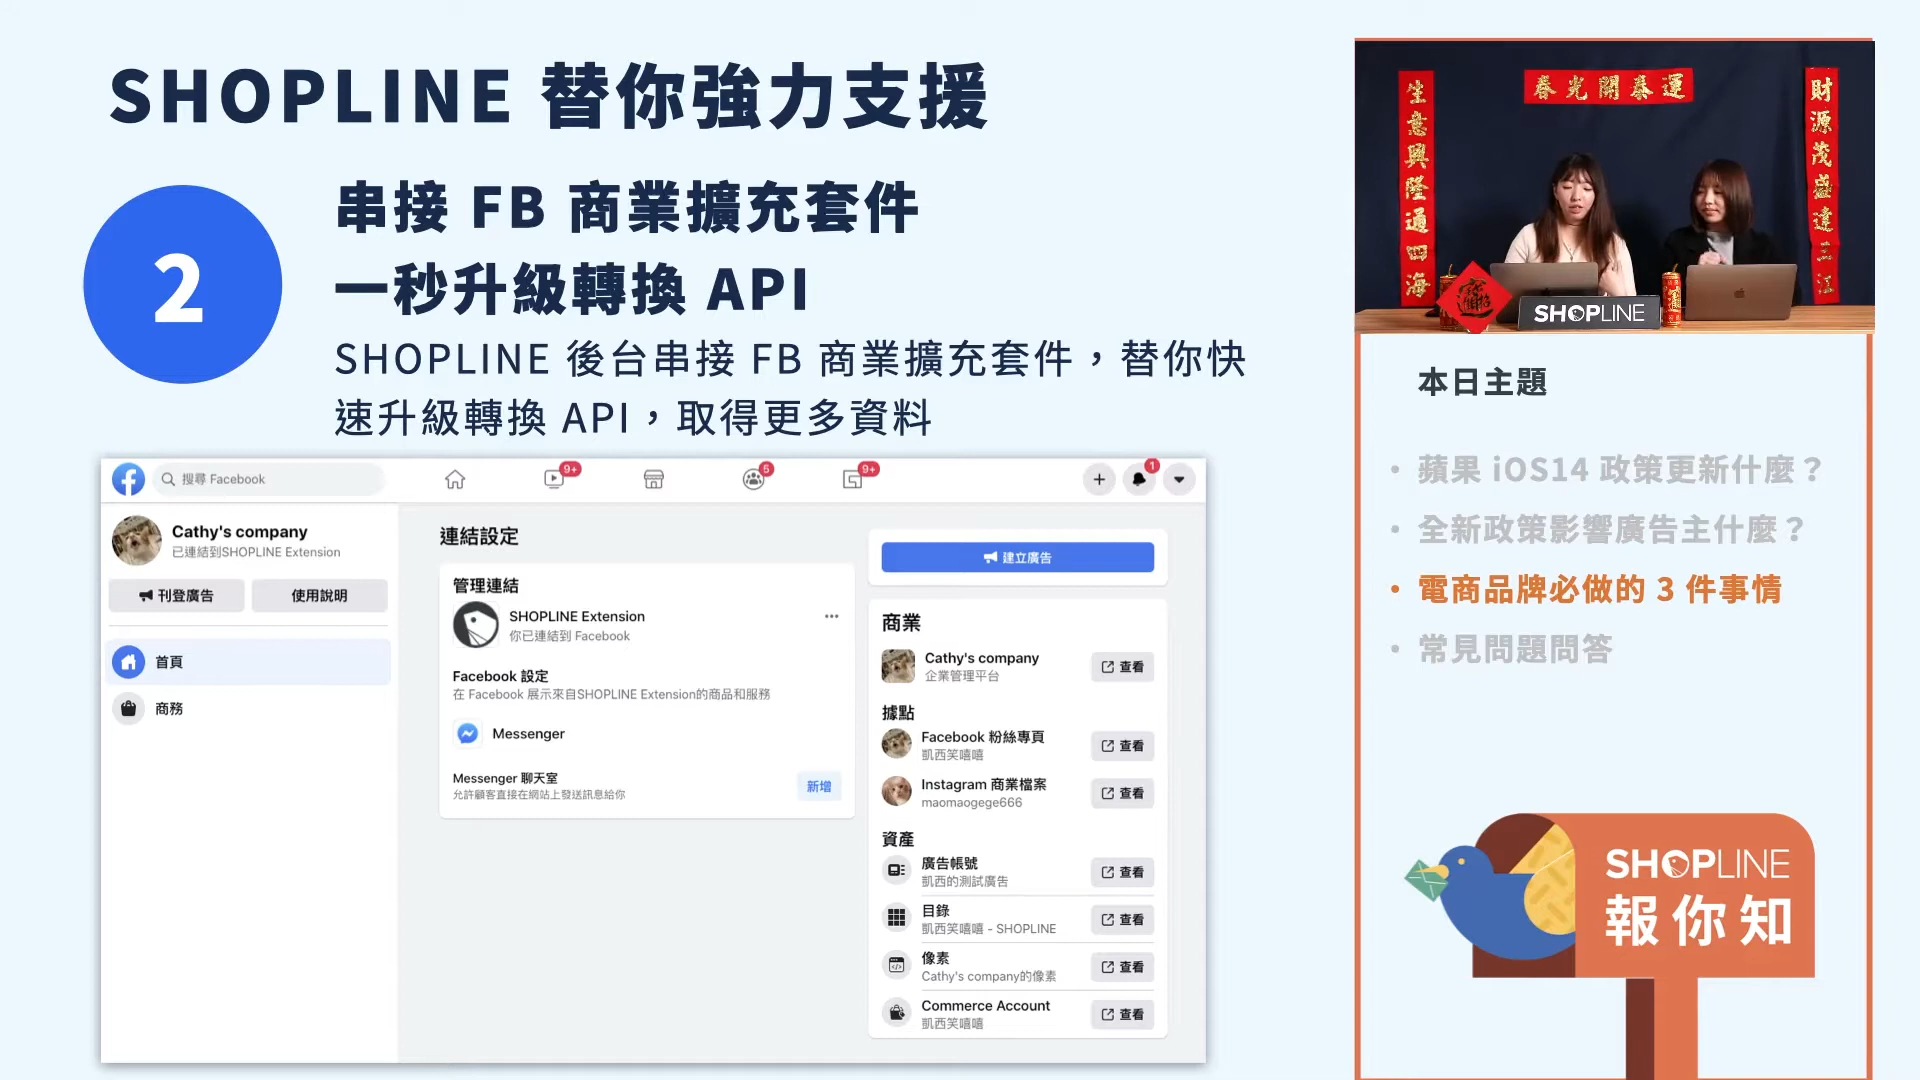 SHOPLINE 替你強力支援
2
串接 FB 商業擴充套件
一秒升級轉換 API
SHOPLINE 後台串接 FB 商業擴充套件，替你快
速升級轉換 API，取得更多資料
搜尋 Facebook
9+
5
9+
1
Cathy's company
已連結到SHOPLINE Extension
刊登廣告
使用說明
首頁
商務
連結設定
管理連結
SHOPLINE Extension
你已連結到 Facebook
Facebook 設定
在 Facebook 展示來自SHOPLINE Extension的商品和服務
Messenger
Messenger 聊天室
允許顧客直接在網站上發送訊息給你
新增
建立廣告
商業
Cathy's company
企業管理平台
查看
據點
Facebook 粉絲專頁
凱西笑嘻嘻
查看
Instagram 商業檔案
maomaogege666
查看
資產
廣告帳號
凱西的測試廣告
查看
目錄
凱西笑嘻嘻 - SHOPLINE
查看
像素
Cathy's company的像素
查看
Commerce Account
凱西笑嘻嘻
查看
春光開泰運
生意興隆通四海
財源茂盛達三江
SHOPLINE
本日主題
• 蘋果 iOS14 政策更新什麼？
• 全新政策影響廣告主什麼？
• 電商品牌必做的 3 件事情
• 常見問題問答
SHOPLINE
報你知